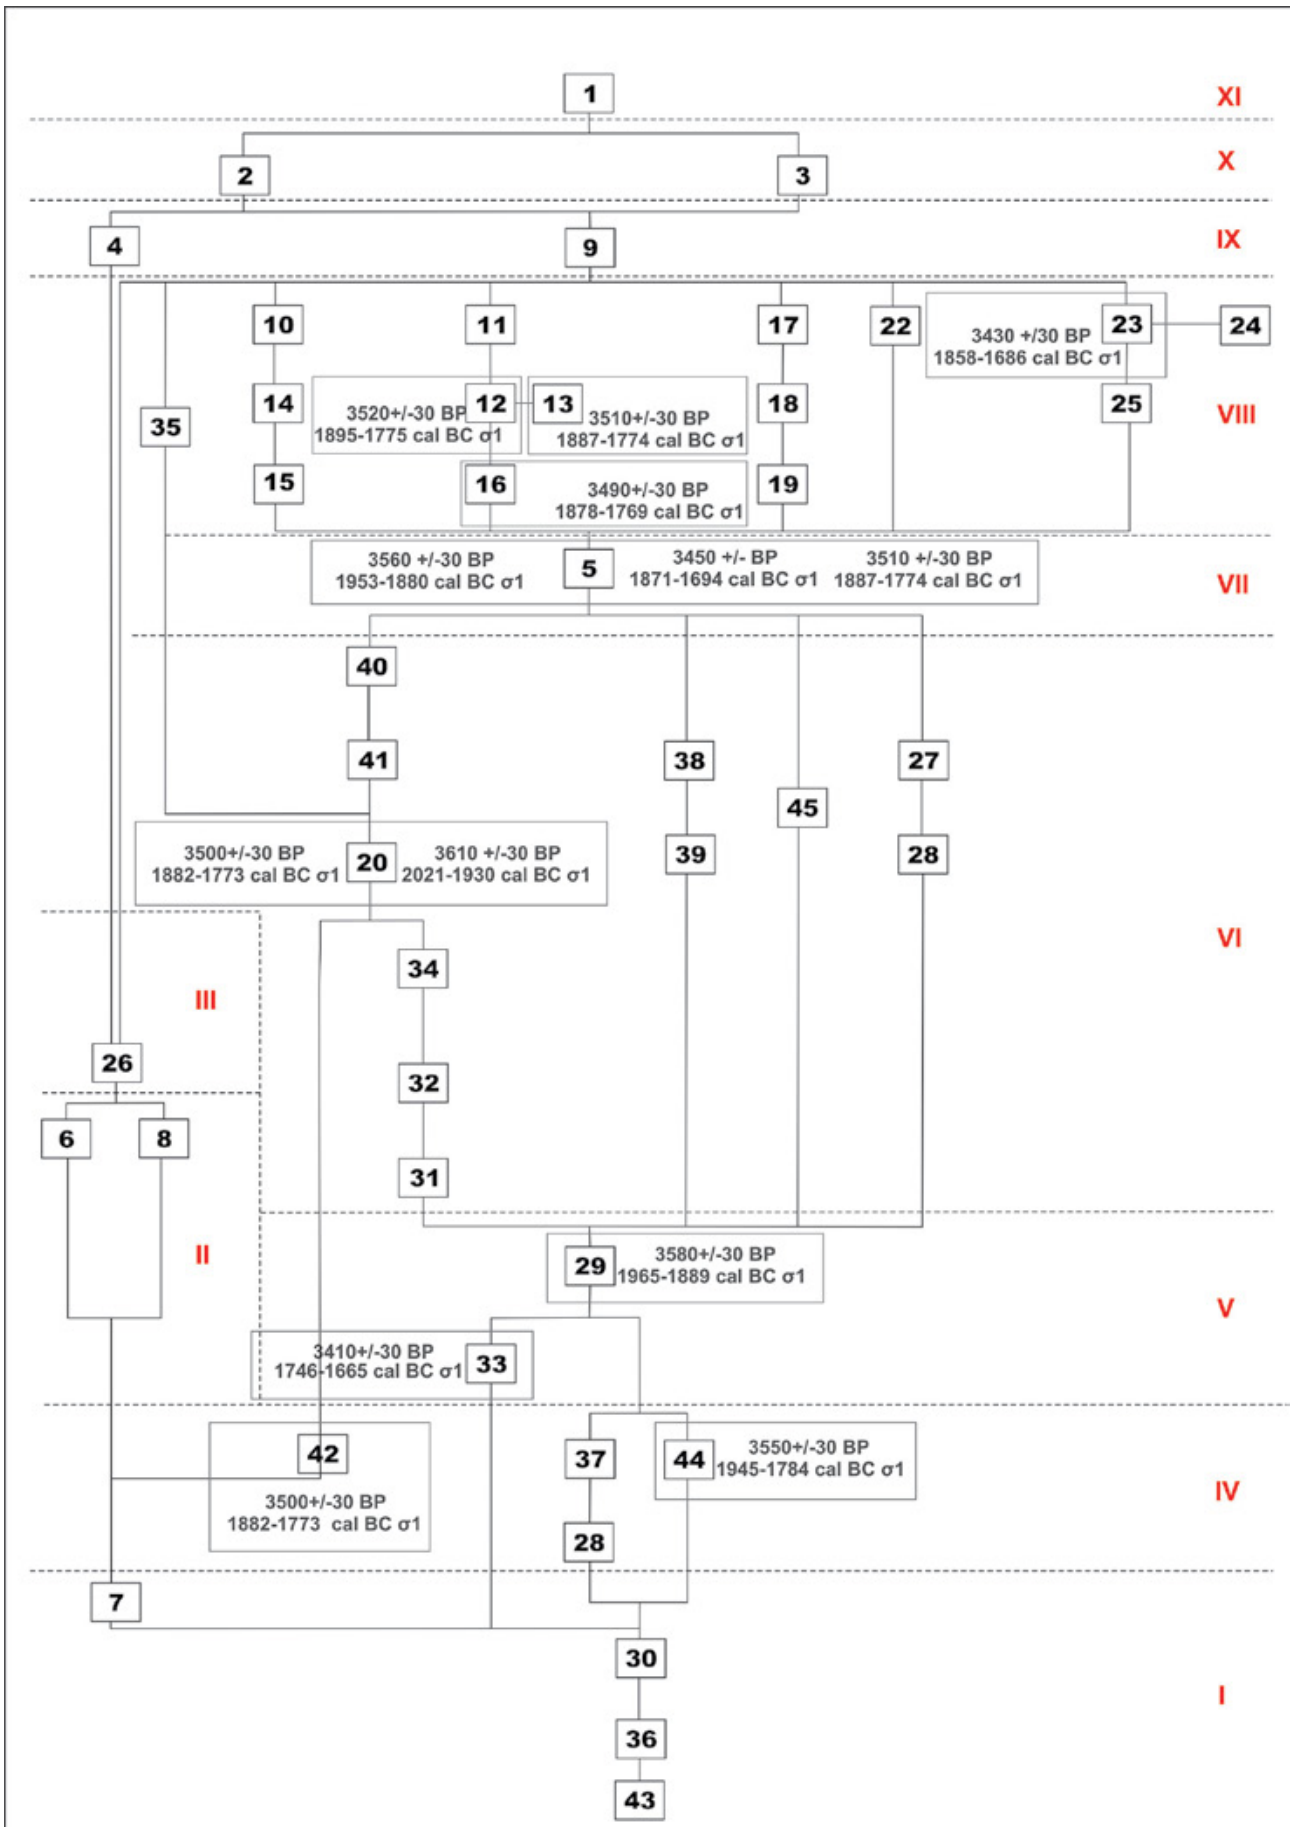 1
XI
2
3
X
4
9
IX
10
11
17
22
3430 +/30 BP
1858-1686 cal BC σ1
23
24
35
14
3520+/-30 BP
1895-1775 cal BC σ1
12
13
3510+/-30 BP
1887-1774 cal BC σ1
18
25
VIII
15
16
3490+/-30 BP
1878-1769 cal BC σ1
19
3560 +/-30 BP
1953-1880 cal BC σ1
5
3450 +/- BP
1871-1694 cal BC σ1
3510 +/-30 BP
1887-1774 cal BC σ1
VII
40
41
38
27
45
3500+/-30 BP
1882-1773 cal BC σ1
20
3610 +/-30 BP
2021-1930 cal BC σ1
39
28
VI
34
III
26
32
6
8
31
II
29
3580+/-30 BP
1965-1889 cal BC σ1
V
3410+/-30 BP
1746-1665 cal BC σ1
33
42
3500+/-30 BP
1882-1773 cal BC σ1
37
44
3550+/-30 BP
1945-1784 cal BC σ1
IV
28
7
30
I
36
43